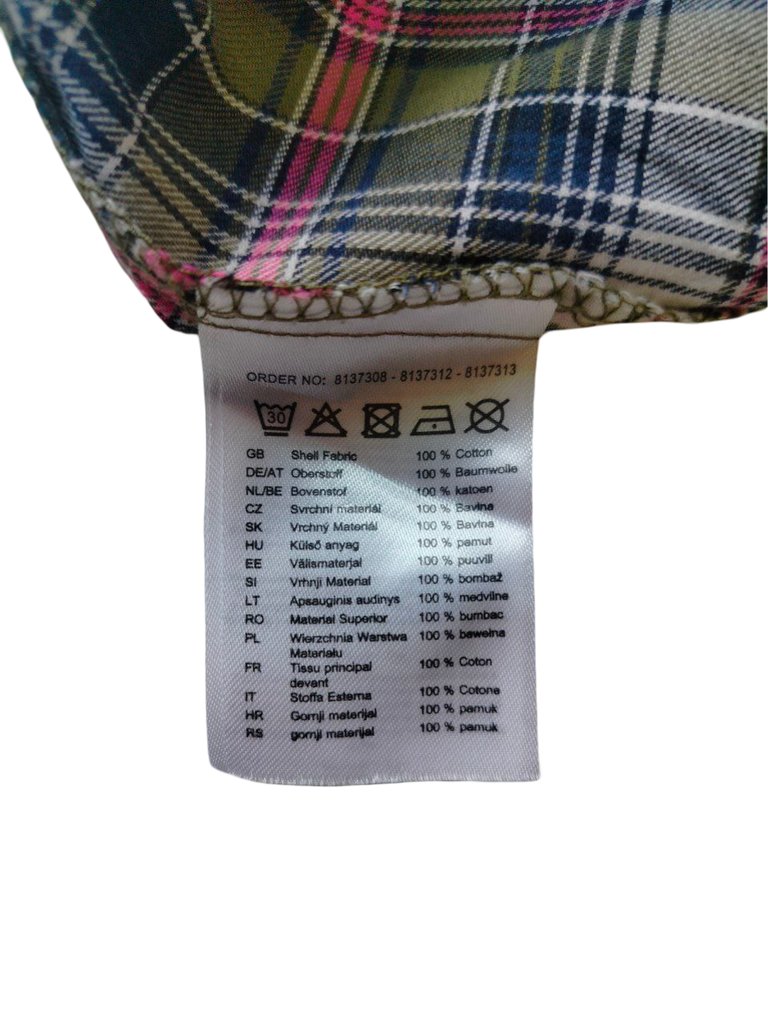 ORDER NO: 8137308 - 8137312 - 8137313
30
GB Shell Fabric 100 % Cotton
DE/AT Oberstoff 100 % Baumwolle
NL/BE Bovenstof 100 % katoen
CZ Svrchní materiál 100 % Bavlna
SK Vrchný Materiál 100 % Bavlna
HU Külső anyag 100 % pamut
EE Välismaterjal 100 % puuvill
SI Vrhnji Material 100 % bombaž
LT Apsauginis audinys 100 % medvilne
RO Material Superior 100 % bumbac
PL Wierzchnia Warstwa 100 % bawełna
Materiału
FR Tissu principal 100 % Coton
devant
IT Stoffa Esterna 100 % Cotone
HR Gornji materijal 100 % pamuk
RS gornji materijal 100 % pamuk